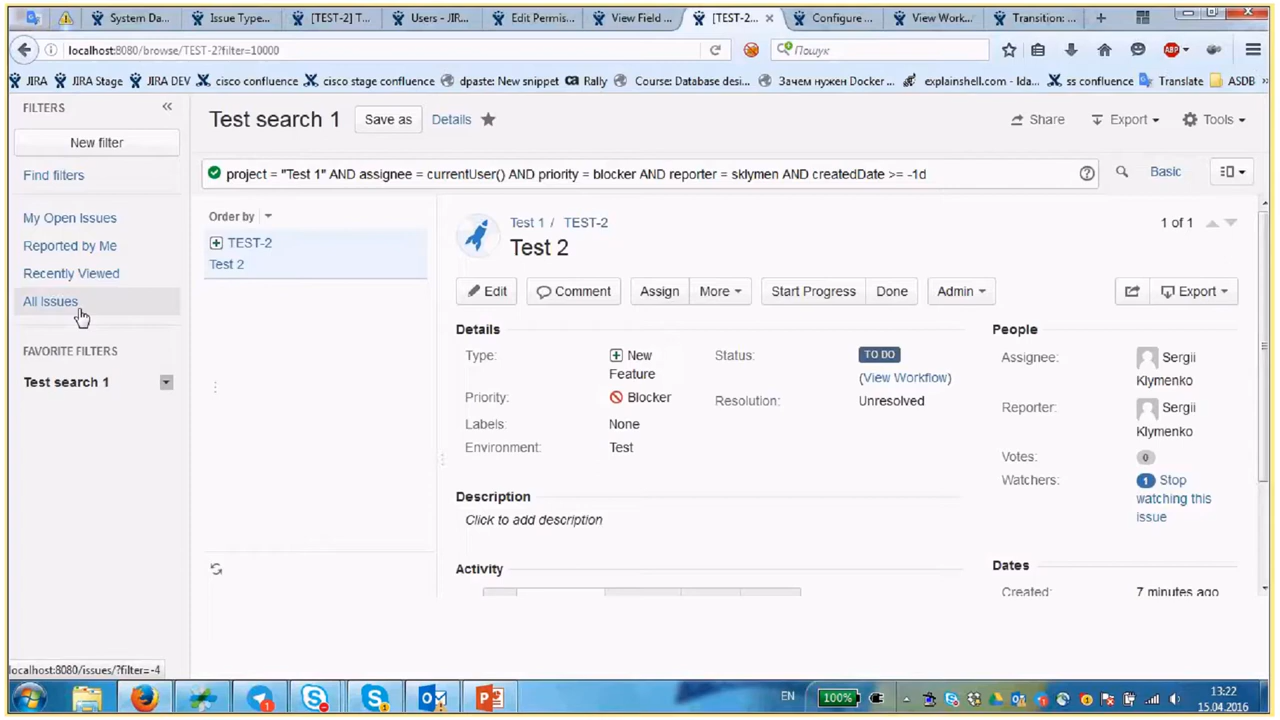 System Da... Issue Type... [TEST-2] T... Users - JIR... Edit Permis... View Field ... [TEST-2... × Configure ... View Work... Transition: ... +
localhost:8080/browse/TEST-2?filter=10000 Пошук ABP
JIRA JIRA Stage JIRA DEV cisco confluence cisco stage confluence dpaste: New snippet ca Rally Course: Database desi... Зачем нужен Docker ... explainshell.com - Ida... ss confluence Translate ASDB
FILTERS «
New filter
Find filters
My Open Issues
Reported by Me
Recently Viewed
All Issues
FAVORITE FILTERS
Test search 1
Test search 1 Save as Details Share Export Tools
project = "Test 1" AND assignee = currentUser() AND priority = blocker AND reporter = sklymen AND createdDate >= -1d ? Basic
Order by
TEST-2
Test 2
Test 1 / TEST-2 1 of 1
Test 2
Edit Comment Assign More Start Progress Done Admin Export
Details
Type: New Feature
Priority: Blocker
Labels: None
Environment: Test
Status: TO DO
(View Workflow)
Resolution: Unresolved
Description
Click to add description
Activity
People
Assignee: Sergii
Klymenko
Reporter: Sergii
Klymenko
Votes: 0
Watchers: 1 Stop
watching this
issue
Dates
Created: 7 minutes ago
localhost:8080/issues/?filter=-4
EN 100% 13:22
15.04.2016